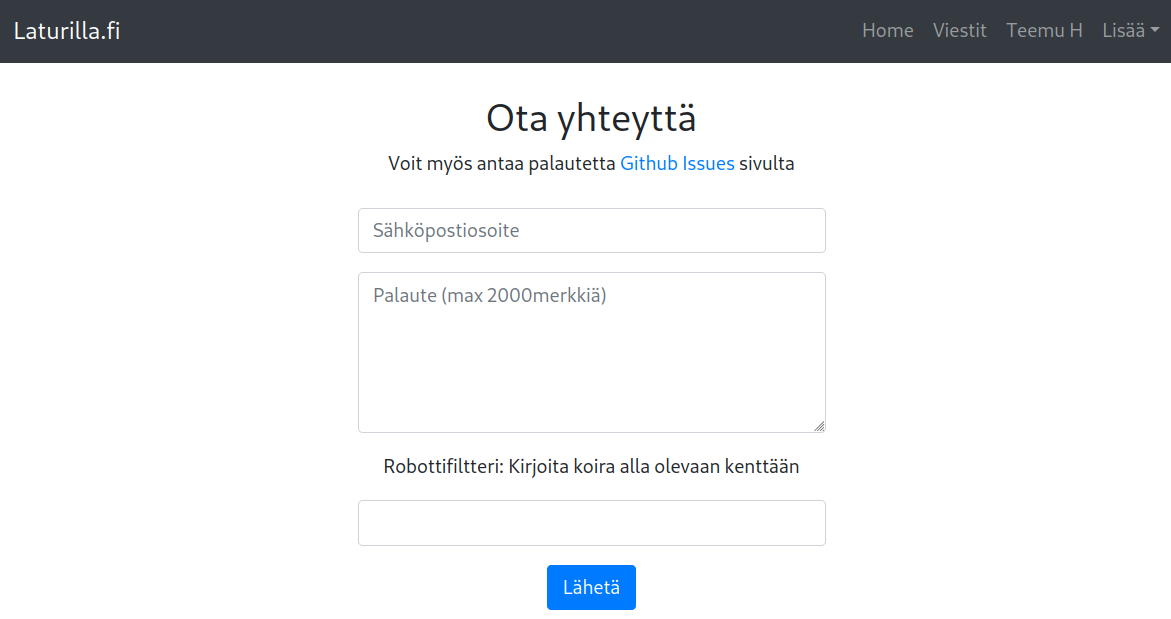 Laturilla.fi Home Viestit Teemu H Lisää
Ota yhteyttä
Voit myös antaa palautetta Github Issues sivulta
Sähköpostiosoite
Palaute (max 2000merkkiä)
Robottifiltteri: Kirjoita koira alla olevaan kenttään
Lähetä